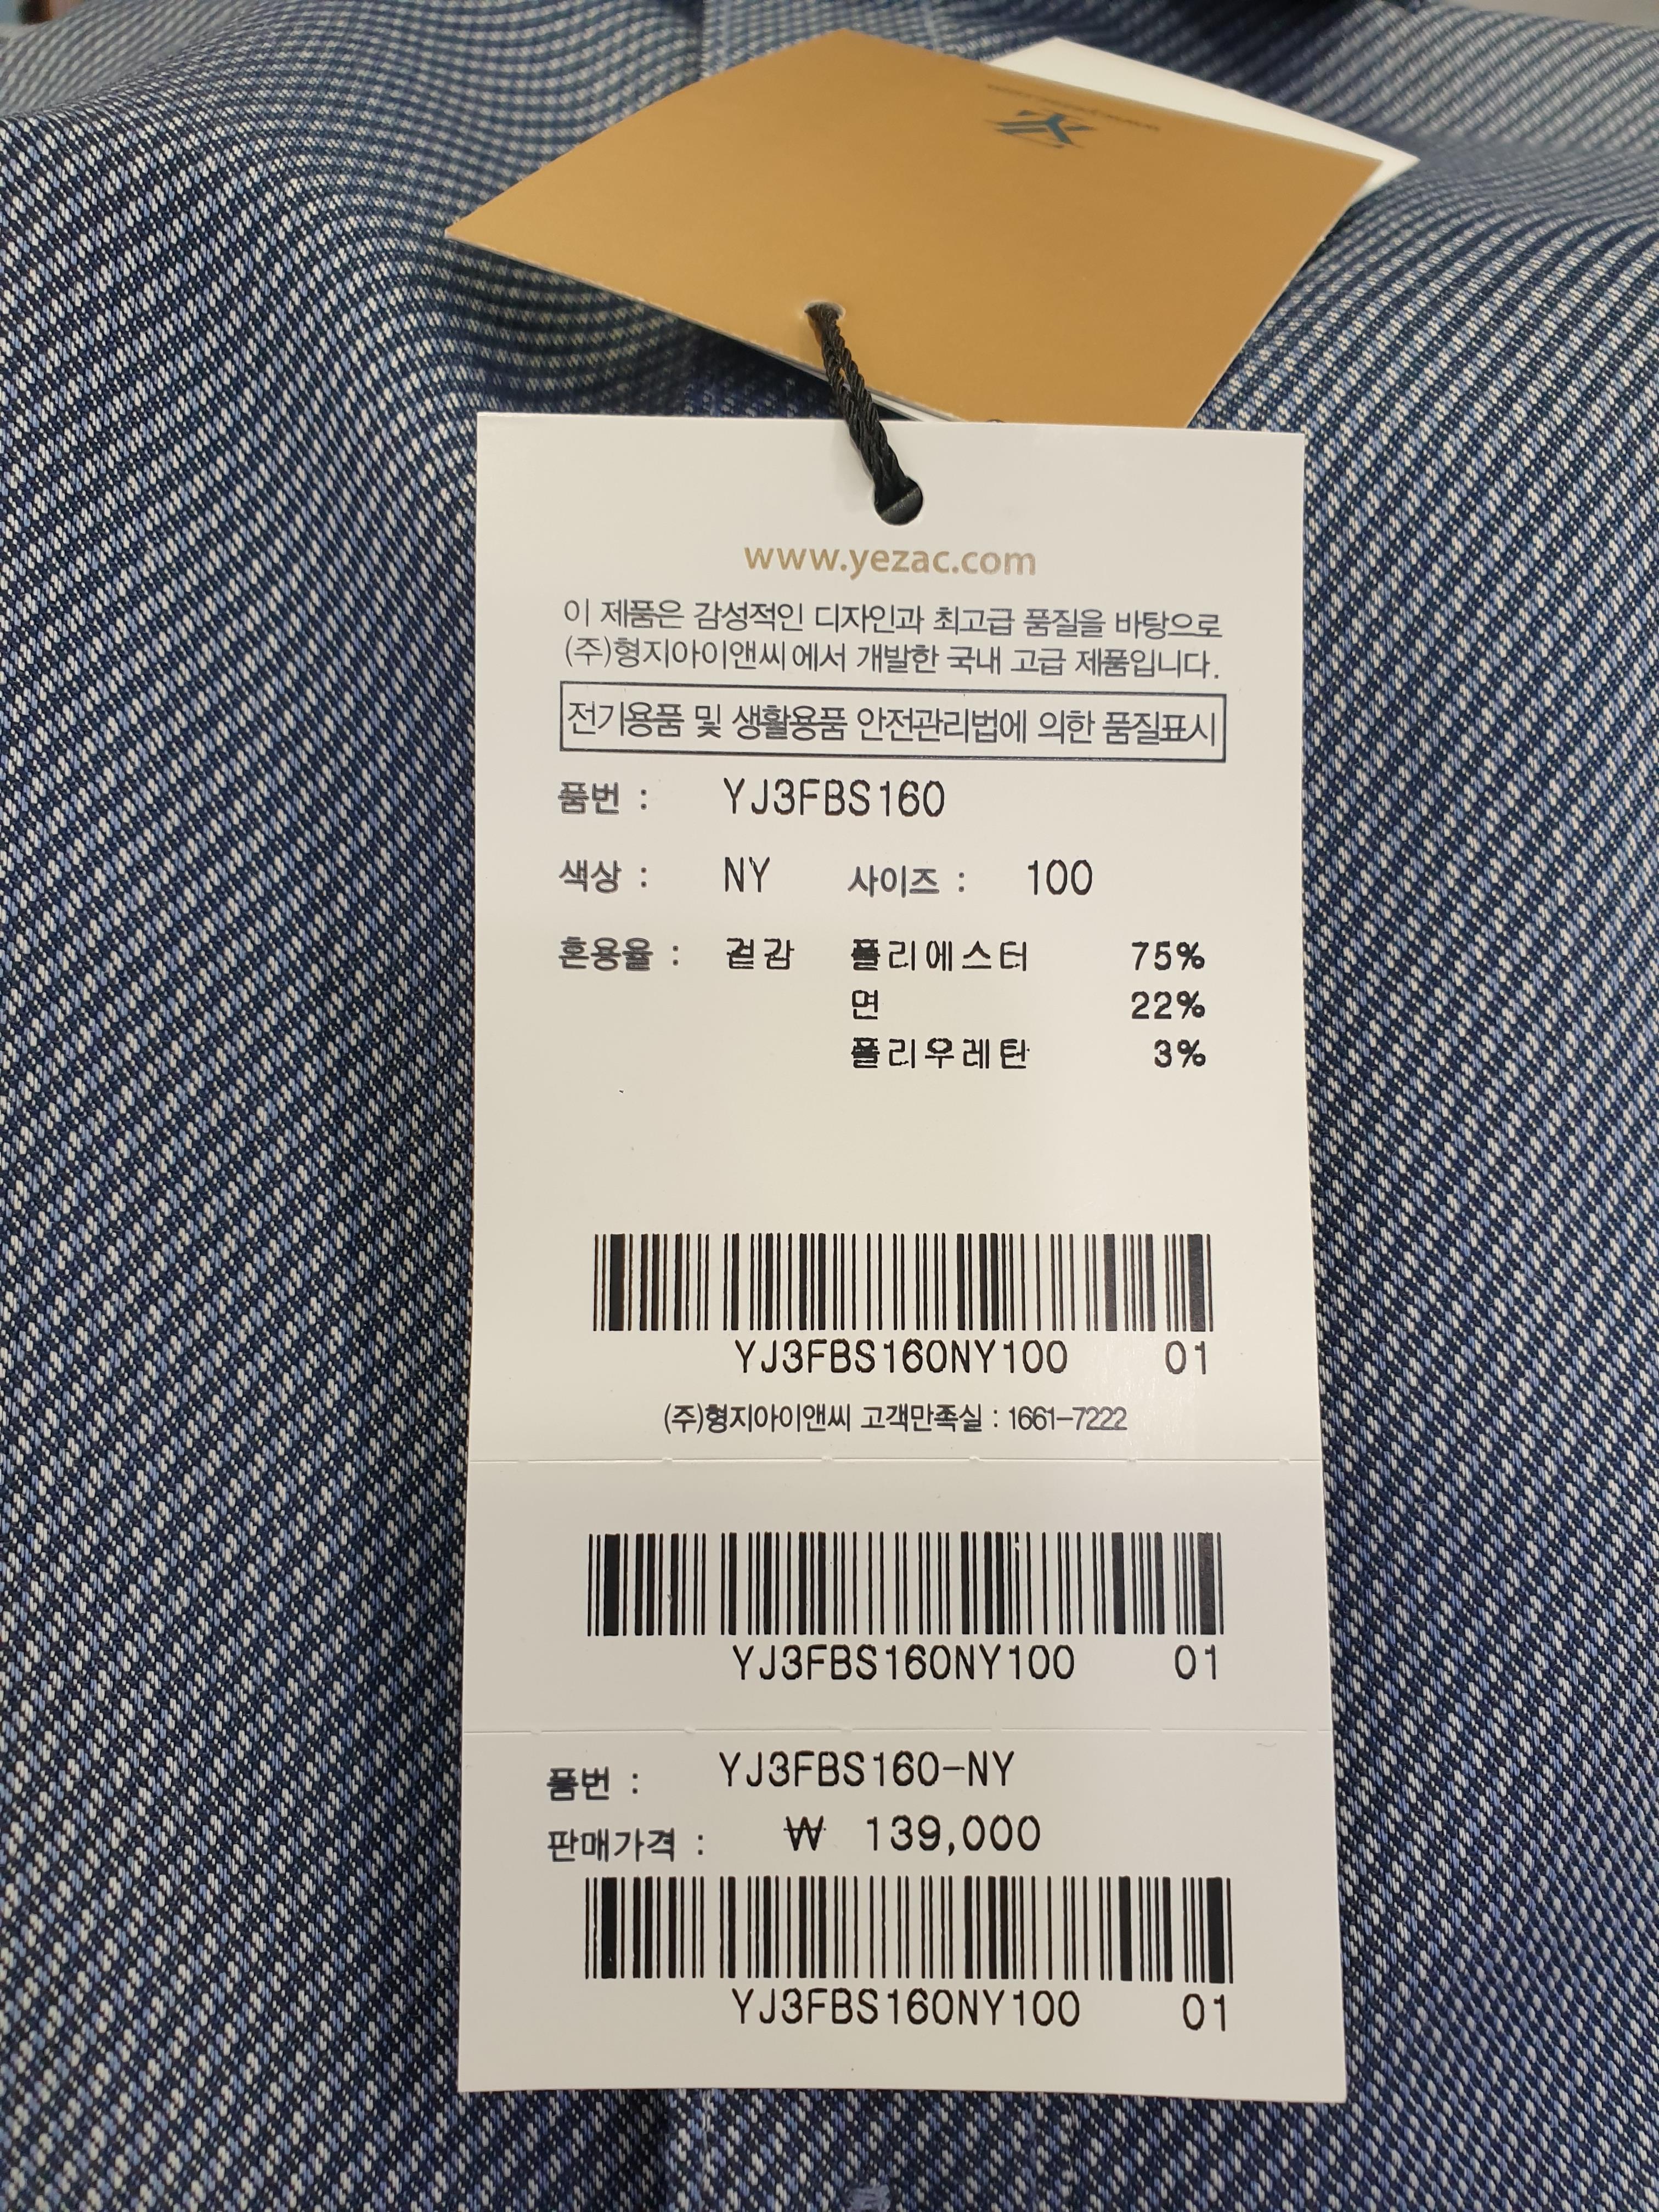 www.yezac.com
이 제품은 감성적인 디자인과 최고급 품질을 바탕으로
(주)형지아이앤씨에서 개발한 국내 고급 제품입니다.
전기용품 및 생활용품 안전관리법에 의한 품질표시
품번 : YJ3FBS160
색상 : NY 사이즈 : 100
혼용율 : 겉감 폴리에스터 75%
면 22%
폴리우레탄 3%
YJ3FBS160NY100 01
(주)형지아이앤씨 고객만족실 : 1661-7222
YJ3FBS160NY100 01
품번 : YJ3FBS160-NY
판매가격 : ₩ 139,000
YJ3FBS160NY100 01